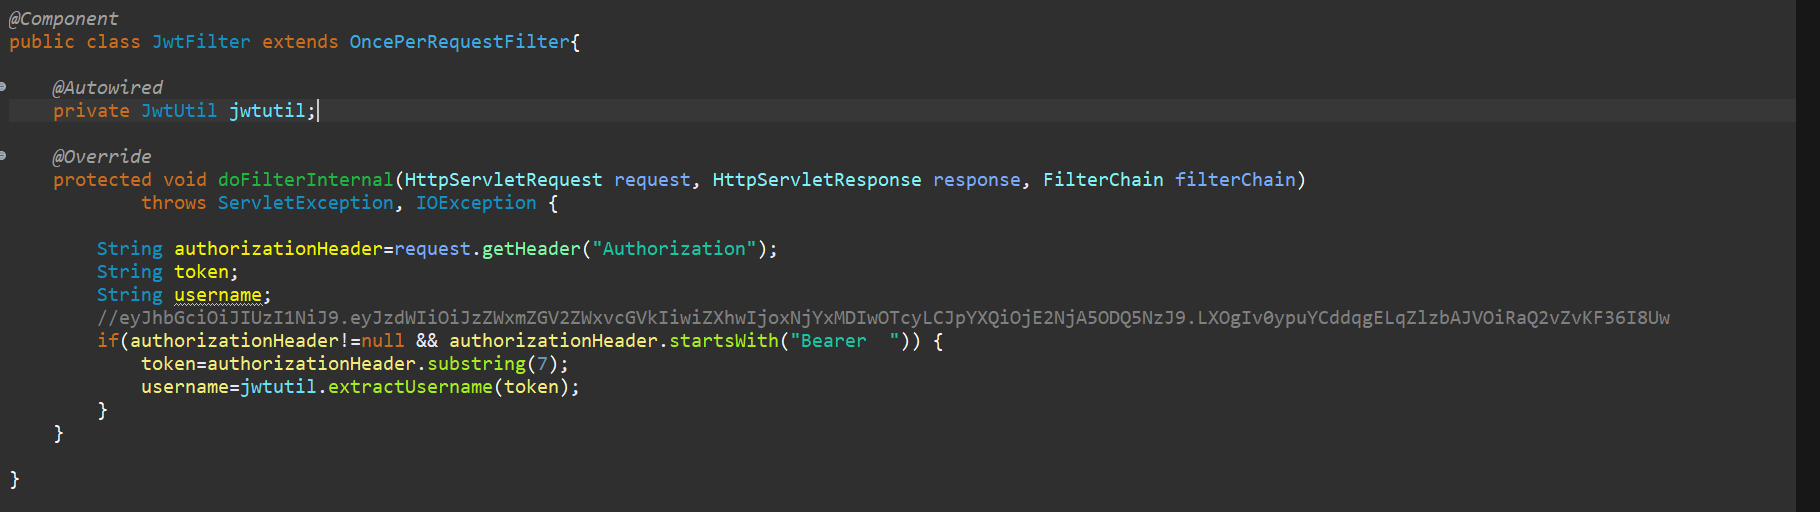 @Component
public class JwtFilter extends OncePerRequestFilter{
@Autowired
private JwtUtil jwtutil;
@Override
protected void doFilterInternal(HttpServletRequest request, HttpServletResponse response, FilterChain filterChain)
throws ServletException, IOException {
String authorizationHeader=request.getHeader("Authorization");
String token;
String username;
//eyJhbGciOiJIUzI1NiJ9.eyJzdWIiOiJzZWxmZGV2ZWxvcGVkIiwiZXhwIjoxNjYxMDIwOTcyLCJpYXQiOjE2NjA5ODQ5NzJ9.LXOgIv0ypuYCddqgELqZlzbAJVOiRaQ2vZvKF36I8Uw
if(authorizationHeader!=null && authorizationHeader.startsWith("Bearer  ")) {
token=authorizationHeader.substring(7);
username=jwtutil.extractUsername(token);
}
}
}